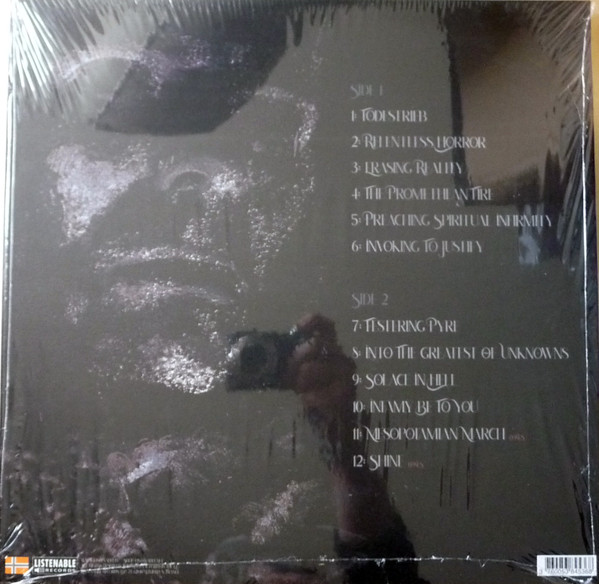 SIDE 1
1: TODESTRIEB
2: RELENTLESS HORROR
3: ERASING REALITY
4: THE PROMETHEAN FIRE
5: PREACHING SPIRITUAL INFIRMITY
6: INVOKING TO JUSTIFY
SIDE 2
7: FESTERING PYRE
8: INTO THE GREATEST OF UNKNOWNS
9: SOLACE IN HELL
10: INFAMY BE TO YOU
11: MESOPOTAMIAN MARCH
12: SHINE
LISTENABLE
RECORDS